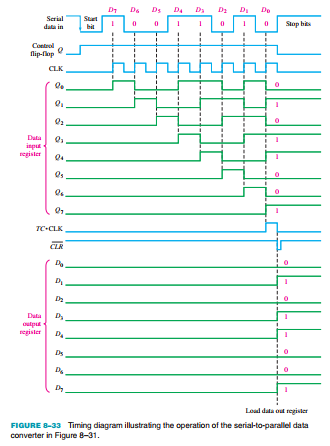 D7 D6 D5 D4 D3 D2 D1 D0
Serial data in
Start bit
1 0 0 1 1 0 1 0
Stop bits
Control flip-flop Q
CLK
Data input register
Q0 0
Q1 1
Q2 0
Q3 1
Q4 1
Q5 0
Q6 0
Q7 1
TC•CLK
CLR
Data output register
D0 0
D1 1
D2 0
D3 1
D4 1
D5 0
D6 0
D7 1
Load data out register
FIGURE 8–33 Timing diagram illustrating the operation of the serial-to-parallel data
converter in Figure 8–31.